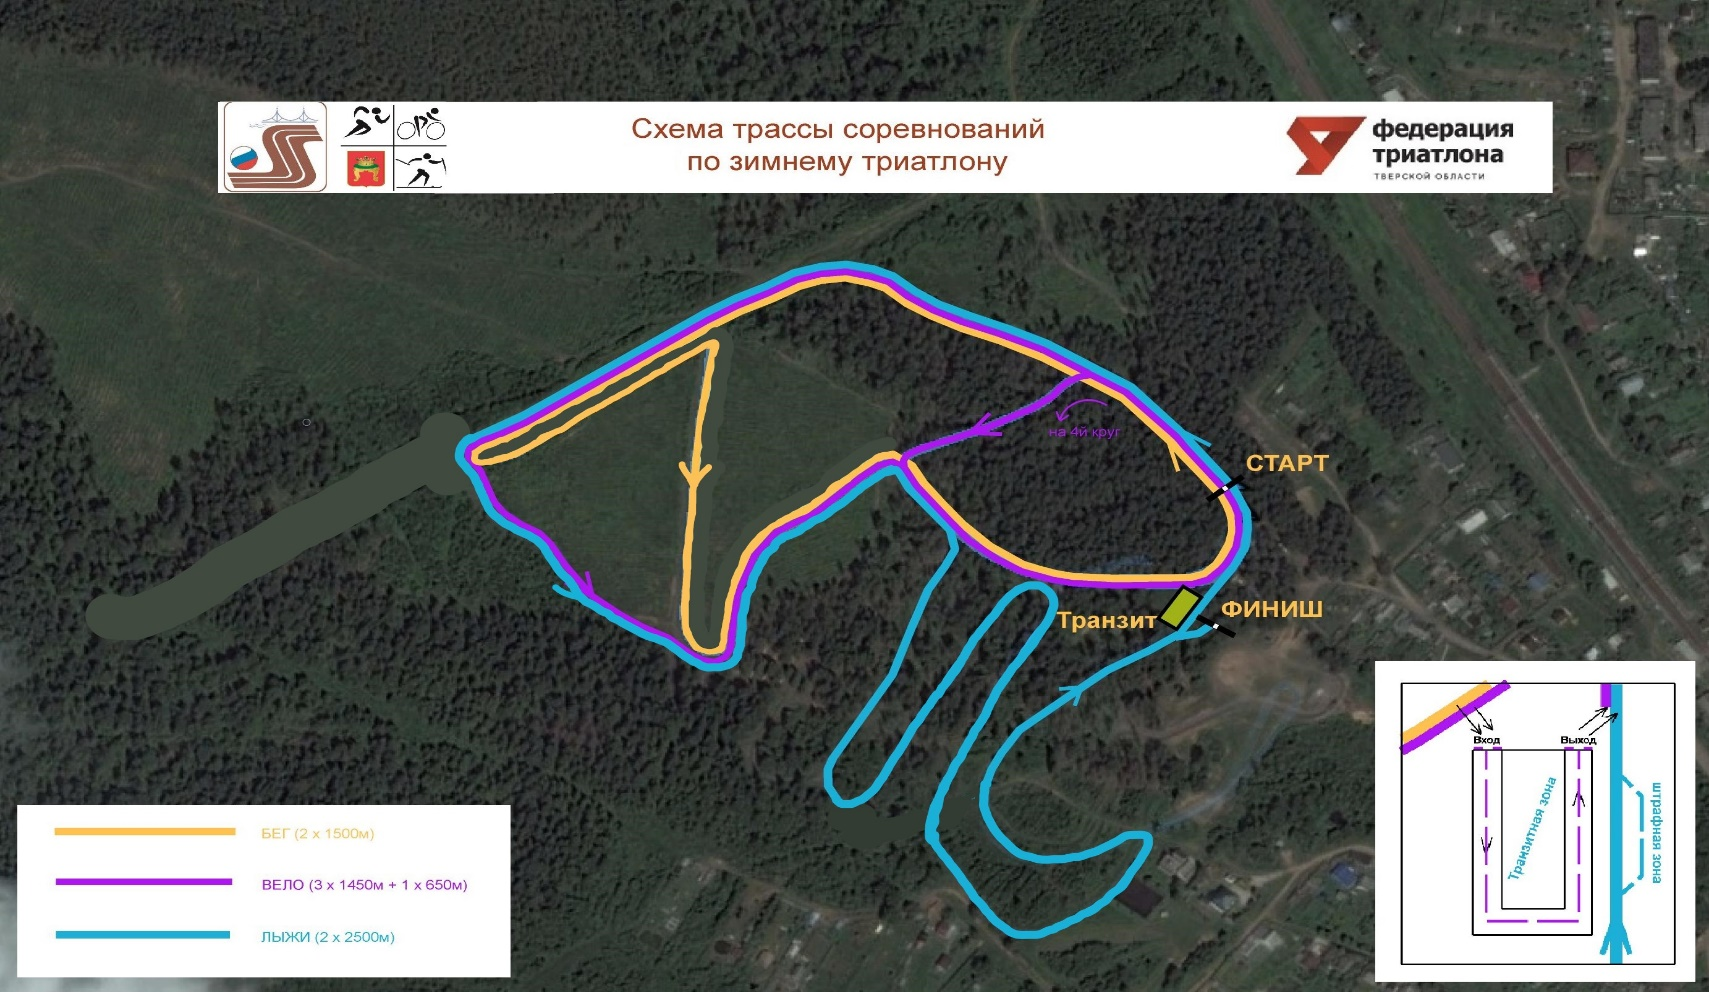 Схема трассы соревнований
по зимнему триатлону
федерация
триатлона
ТВЕРСКОЙ ОБЛАСТИ
на 4й круг
СТАРТ
ФИНИШ
Транзит
БЕГ (2 х 1500м)
ВЕЛО (3 х 1450м + 1 х 650м)
ЛЫЖИ (2 х 2500м)
Вход
Выход
Транзитная зона
штрафная зона